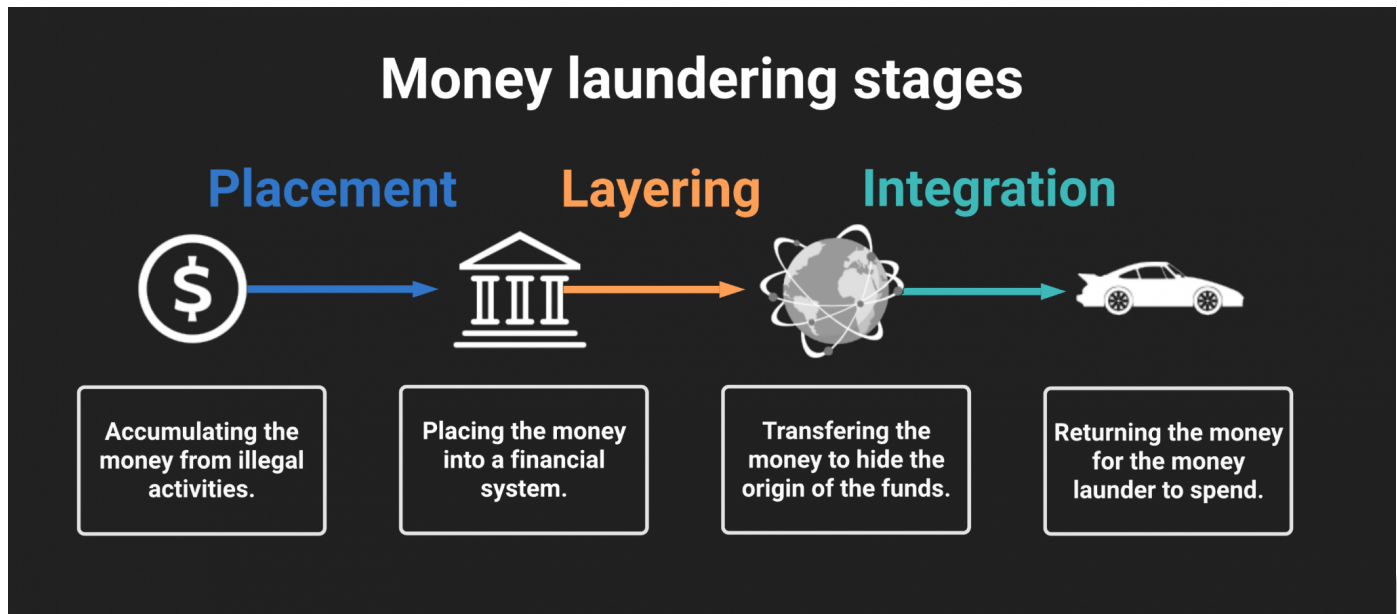 Money laundering stages
Placement
Layering
Integration
$
Accumulating the
money from illegal
activities.
Placing the money
into a financial
system.
Transfering the
money to hide the
origin of the funds.
Returning the money
for the money
launder to spend.